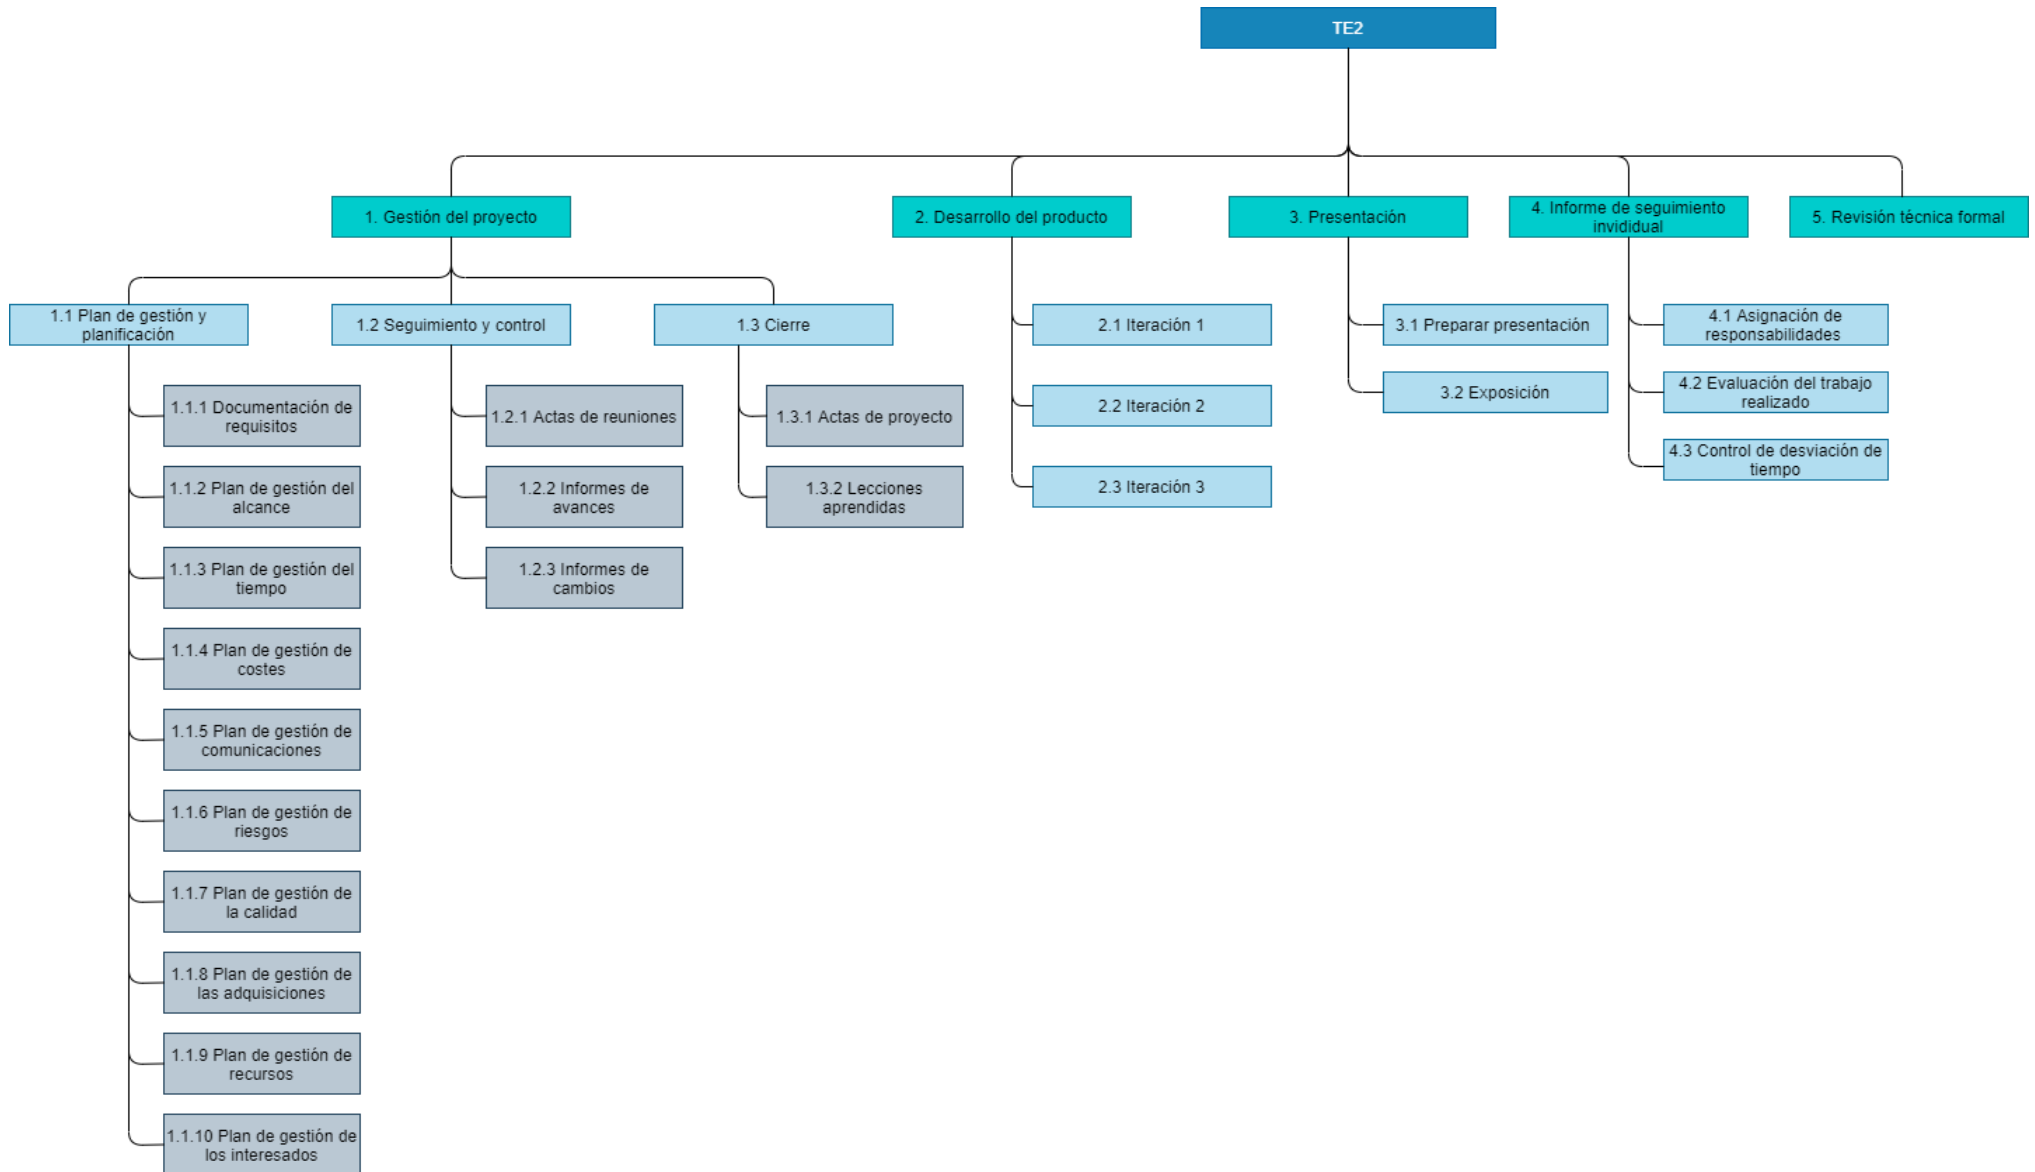 TE2
1. Gestión del proyecto
2. Desarrollo del producto
3. Presentación
4. Informe de seguimiento
invididual
5. Revisión técnica formal
1.1 Plan de gestión y
planificación
1.2 Seguimiento y control
1.3 Cierre
2.1 Iteración 1
3.1 Preparar presentación
4.1 Asignación de
responsabilidades
1.1.1 Documentación de
requisitos
1.2.1 Actas de reuniones
1.3.1 Actas de proyecto
2.2 Iteración 2
3.2 Exposición
4.2 Evaluación del trabajo
realizado
1.1.2 Plan de gestión del
alcance
1.2.2 Informes de
avances
1.3.2 Lecciones
aprendidas
2.3 Iteración 3
4.3 Control de desviación de
tiempo
1.1.3 Plan de gestión del
tiempo
1.2.3 Informes de
cambios
1.1.4 Plan de gestión de
costes
1.1.5 Plan de gestión de
comunicaciones
1.1.6 Plan de gestión de
riesgos
1.1.7 Plan de gestión de
la calidad
1.1.8 Plan de gestión de
las adquisiciones
1.1.9 Plan de gestión de
recursos
1.1.10 Plan de gestión de
los interesados